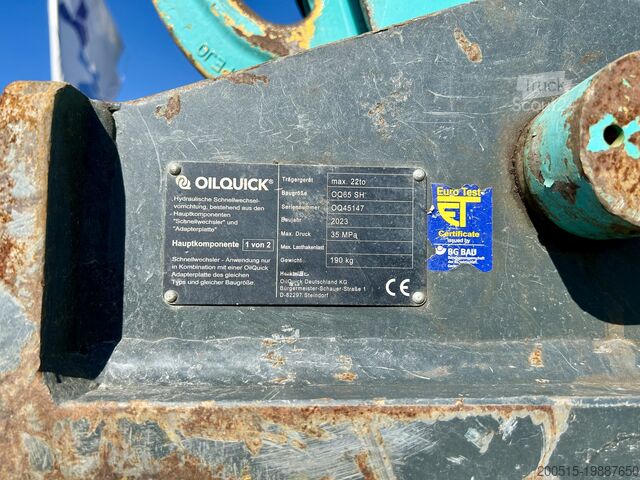 OILQUICK®
Hydraulische Schnellwechsel-
vorrichtung, bestehend aus den
Hauptkomponenten
"Schnellwechsler" und
"Adapterplatte"
Hauptkomponente 1 von 2
Schnellwechsler - Anwendung nur
in Kombination mit einer OilQuick
Adapterplatte des gleichen
Typs und gleicher Baugröße.
Trägergerät max. 22to
Baugröße OQ65 SH
Seriennummer OQ45147
Baujahr 2023
Max. Druck 35 MPa
Max. Lasthakenlast
Gewicht 190 kg
OilQuick Deutschland KG
Bürgermeister-Schauer-Straße 1
D-82297 Steindorf
CE
Euro Test-
ET
Certificate
issued by
BG BAU
Truck
Scout
200515-19887650